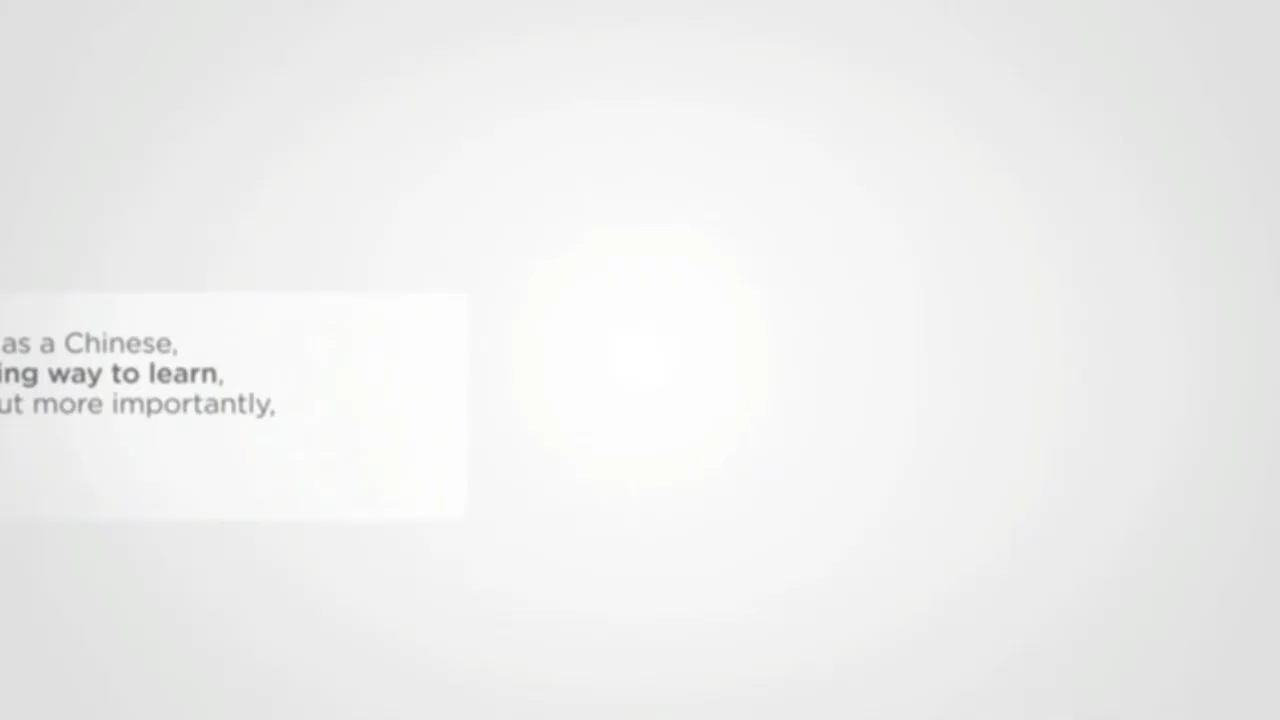 as a Chinese,
ing way to learn,
ut more importantly,